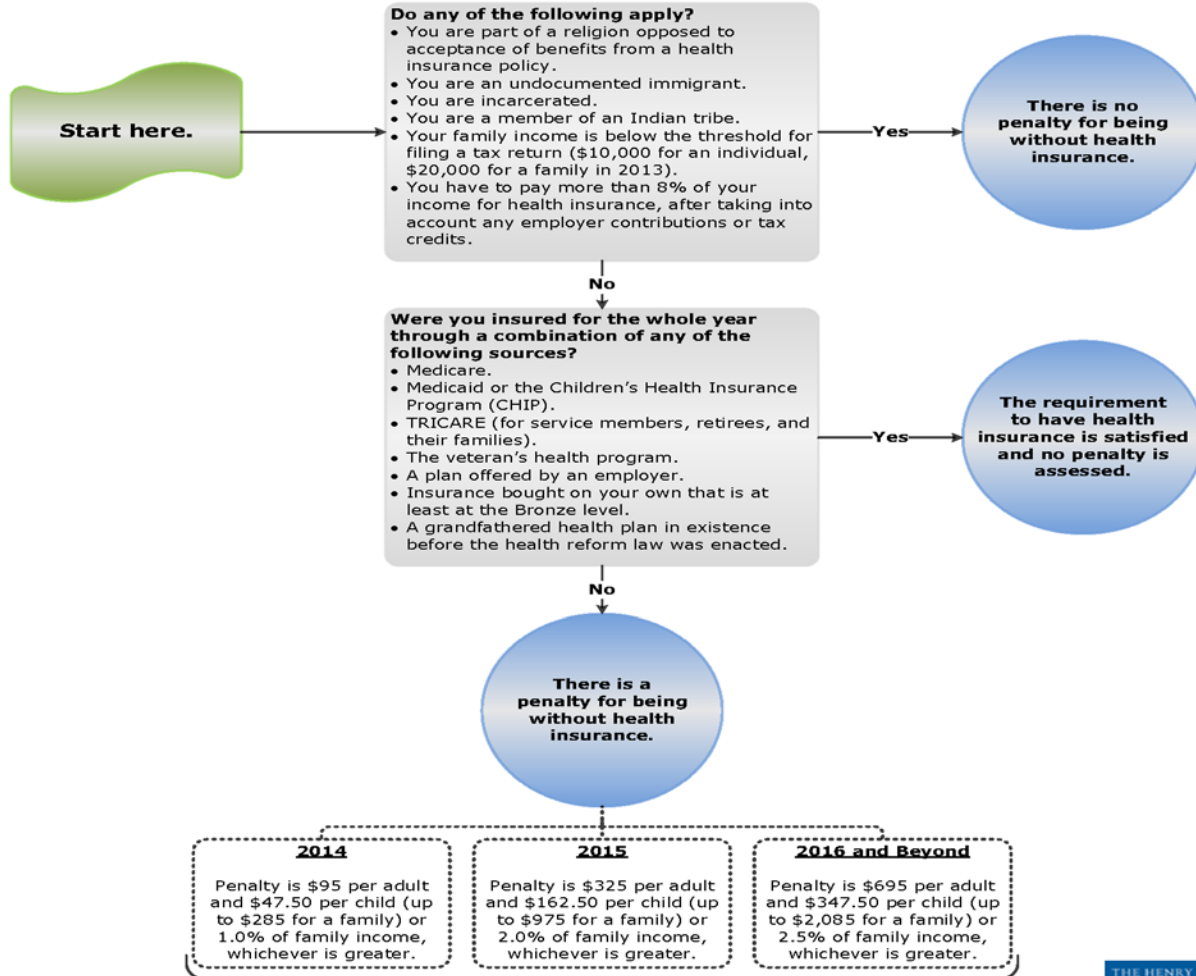 Start here.
Do any of the following apply?
• You are part of a religion opposed to
acceptance of benefits from a health
insurance policy.
• You are an undocumented immigrant.
• You are incarcerated.
• You are a member of an Indian tribe.
• Your family income is below the threshold for
filing a tax return ($10,000 for an individual,
$20,000 for a family in 2013).
• You have to pay more than 8% of your
income for health insurance, after taking into
account any employer contributions or tax
credits.
Yes
There is no
penalty for being
without health
insurance.
No
Were you insured for the whole year
through a combination of any of the
following sources?
• Medicare.
• Medicaid or the Children's Health Insurance
Program (CHIP).
• TRICARE (for service members, retirees, and
their families).
• The veteran's health program.
• A plan offered by an employer.
• Insurance bought on your own that is at
least at the Bronze level.
• A grandfathered health plan in existence
before the health reform law was enacted.
Yes
The requirement
to have health
insurance is satisfied
and no penalty is
assessed.
No
There is a
penalty for being
without health
insurance.
2014
Penalty is $95 per adult
and $47.50 per child (up
to $285 for a family) or
1.0% of family income,
whichever is greater.
2015
Penalty is $325 per adult
and $162.50 per child (up
to $975 for a family) or
2.0% of family income,
whichever is greater.
2016 and Beyond
Penalty is $695 per adult
and $347.50 per child (up
to $2,085 for a family) or
2.5% of family income,
whichever is greater.
THE HENRY